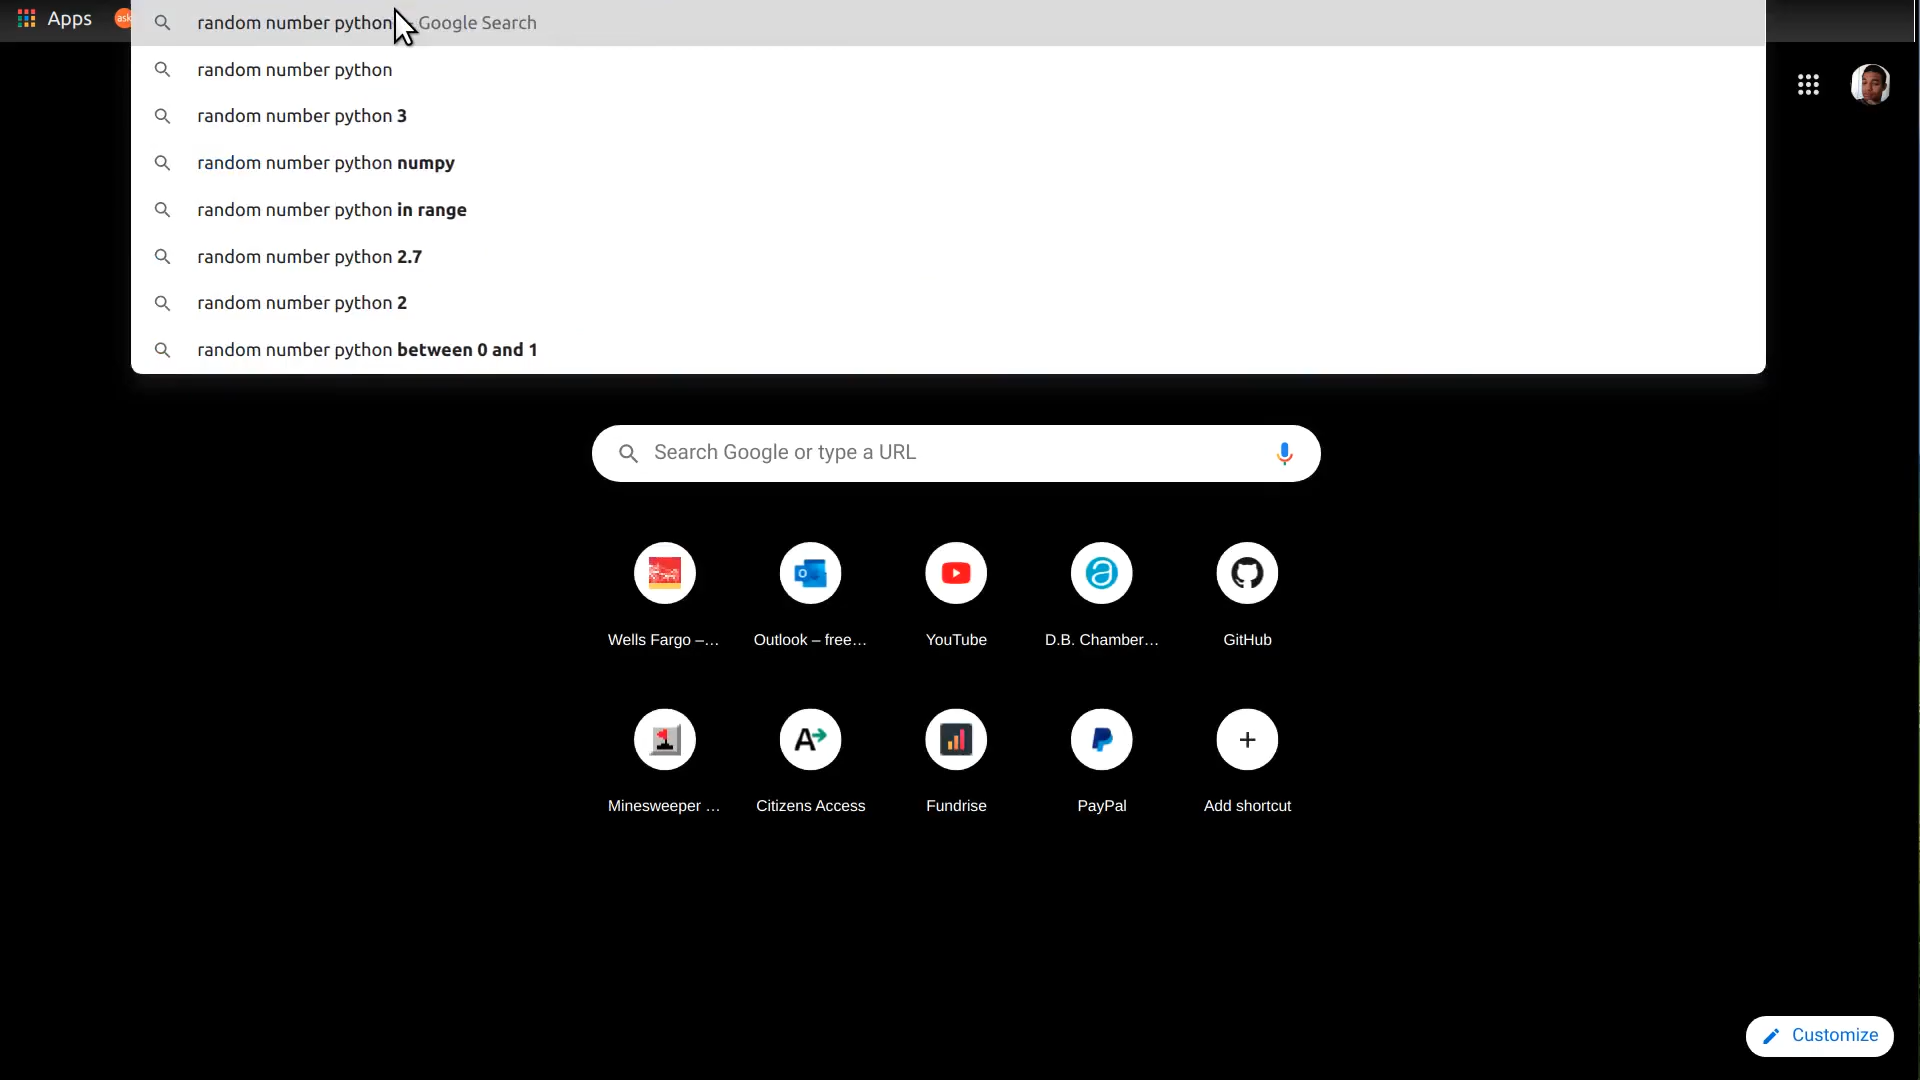 Apps
ask
random number python - Google Search
random number python
random number python 3
random number python numpy
random number python in range
random number python 2.7
random number python 2
random number python between 0 and 1
Search Google or type a URL
Wells Fargo –…
Outlook – free…
YouTube
D.B. Chamber…
GitHub
Minesweeper …
Citizens Access
Fundrise
PayPal
Add shortcut
Customize